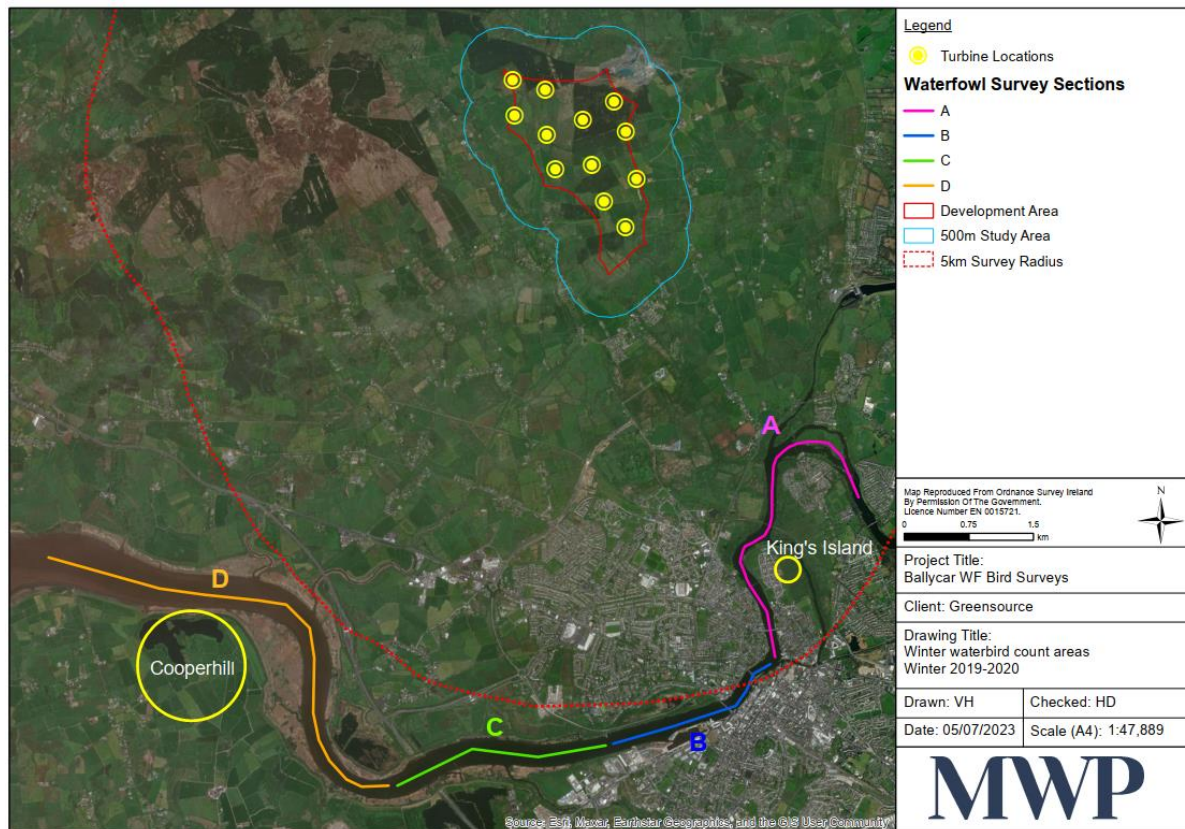 A
King's Island
D
Cooperhill
C
B
Source: Esri, Maxar, Earthstar Geographics, and the GIS User Community
Legend
Turbine Locations
Waterfowl Survey Sections
A
B
C
D
Development Area
500m Study Area
5km Survey Radius
Map Reproduced From Ordnance Survey Ireland
By Permission Of The Government.
Licence Number EN 0015721.
N
0 0.75 1.5
km
Project Title:
Ballycar WF Bird Surveys
Client: Greensource
Drawing Title:
Winter waterbird count areas
Winter 2019-2020
Drawn: VH
Checked: HD
Date: 05/07/2023
Scale (A4): 1:47,889
MWP